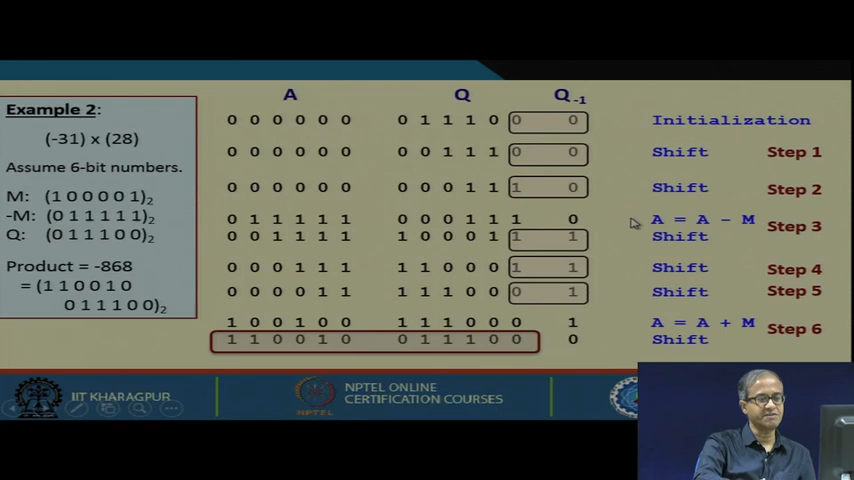 Example 2:
(-31) x (28)
Assume 6-bit numbers.
M: (1 0 0 0 0 1)2
-M: (0 1 1 1 1 1)2
Q: (0 1 1 1 0 0)2
Product = -868
= (1 1 0 0 1 0
0 1 1 1 0 0)2
A Q Q-1
0 0 0 0 0 0 0 1 1 1 0 0 0 Initialization
0 0 0 0 0 0 0 0 1 1 1 0 0 Shift Step 1
0 0 0 0 0 0 0 0 0 1 1 1 0 Shift Step 2
0 1 1 1 1 1 0 0 0 1 1 1 0 A = A - M
0 0 1 1 1 1 1 0 0 0 1 1 1 Shift Step 3
0 0 0 1 1 1 1 1 0 0 0 1 1 Shift Step 4
0 0 0 0 1 1 1 1 1 0 0 0 1 Shift Step 5
1 0 0 1 0 0 1 1 1 0 0 0 1 A = A + M
1 1 0 0 1 0 0 1 1 1 0 0 0 Shift Step 6
IIT KHARAGPUR
NPTEL
NPTEL ONLINE
CERTIFICATION COURSES